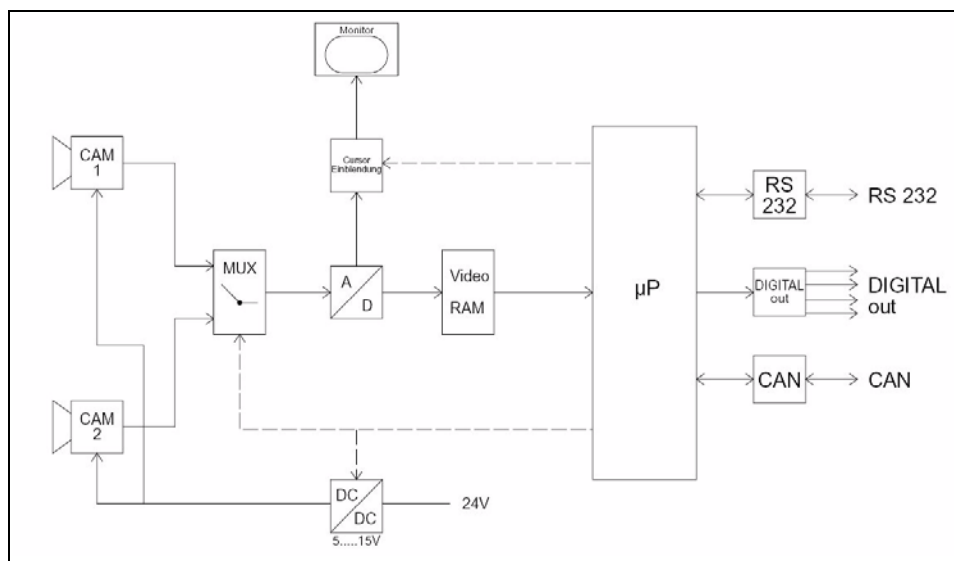 Monitor
Cursor
Einblendung
CAM
1
RS
232
RS 232
MUX
A
D
Video
RAM
µP
DIGITAL
out
DIGITAL
out
CAN
CAN
CAM
2
DC
DC
24V
5.....15V